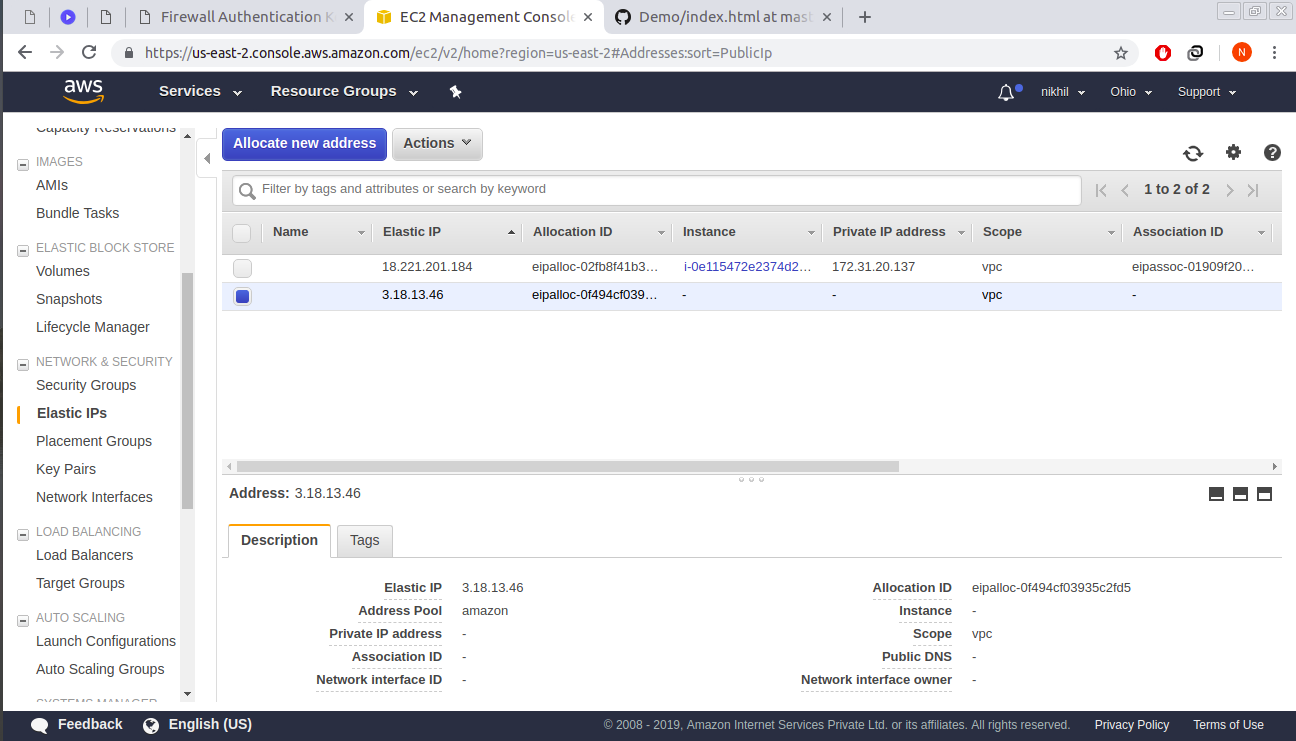 Firewall Authentication K
EC2 Management Console
Demo/index.html at mast
https://us-east-2.console.aws.amazon.com/ec2/v2/home?region=us-east-2#Addresses:sort=PublicIp
N
aws
Services
Resource Groups
nikhil
Ohio
Support
Capacity Reservations
IMAGES
AMIs
Bundle Tasks
ELASTIC BLOCK STORE
Volumes
Snapshots
Lifecycle Manager
NETWORK & SECURITY
Security Groups
Elastic IPs
Placement Groups
Key Pairs
Network Interfaces
LOAD BALANCING
Load Balancers
Target Groups
AUTO SCALING
Launch Configurations
Auto Scaling Groups
SYSTEMS MANAGER
Allocate new address
Actions
Filter by tags and attributes or search by keyword
1 to 2 of 2
Name Elastic IP Allocation ID Instance Private IP address Scope Association ID
18.221.201.184 eipalloc-02fb8f41b3... i-0e115472e2374d2... 172.31.20.137 vpc eipassoc-01909f20...
3.18.13.46 eipalloc-0f494cf039... - - vpc -
Address: 3.18.13.46
Description Tags
Elastic IP 3.18.13.46 Allocation ID eipalloc-0f494cf03935c2fd5
Address Pool amazon Instance -
Private IP address - Scope vpc
Association ID - Public DNS -
Network interface ID - Network interface owner -
Feedback
English (US)
© 2008 - 2019, Amazon Internet Services Private Ltd. or its affiliates. All rights reserved.
Privacy Policy
Terms of Use